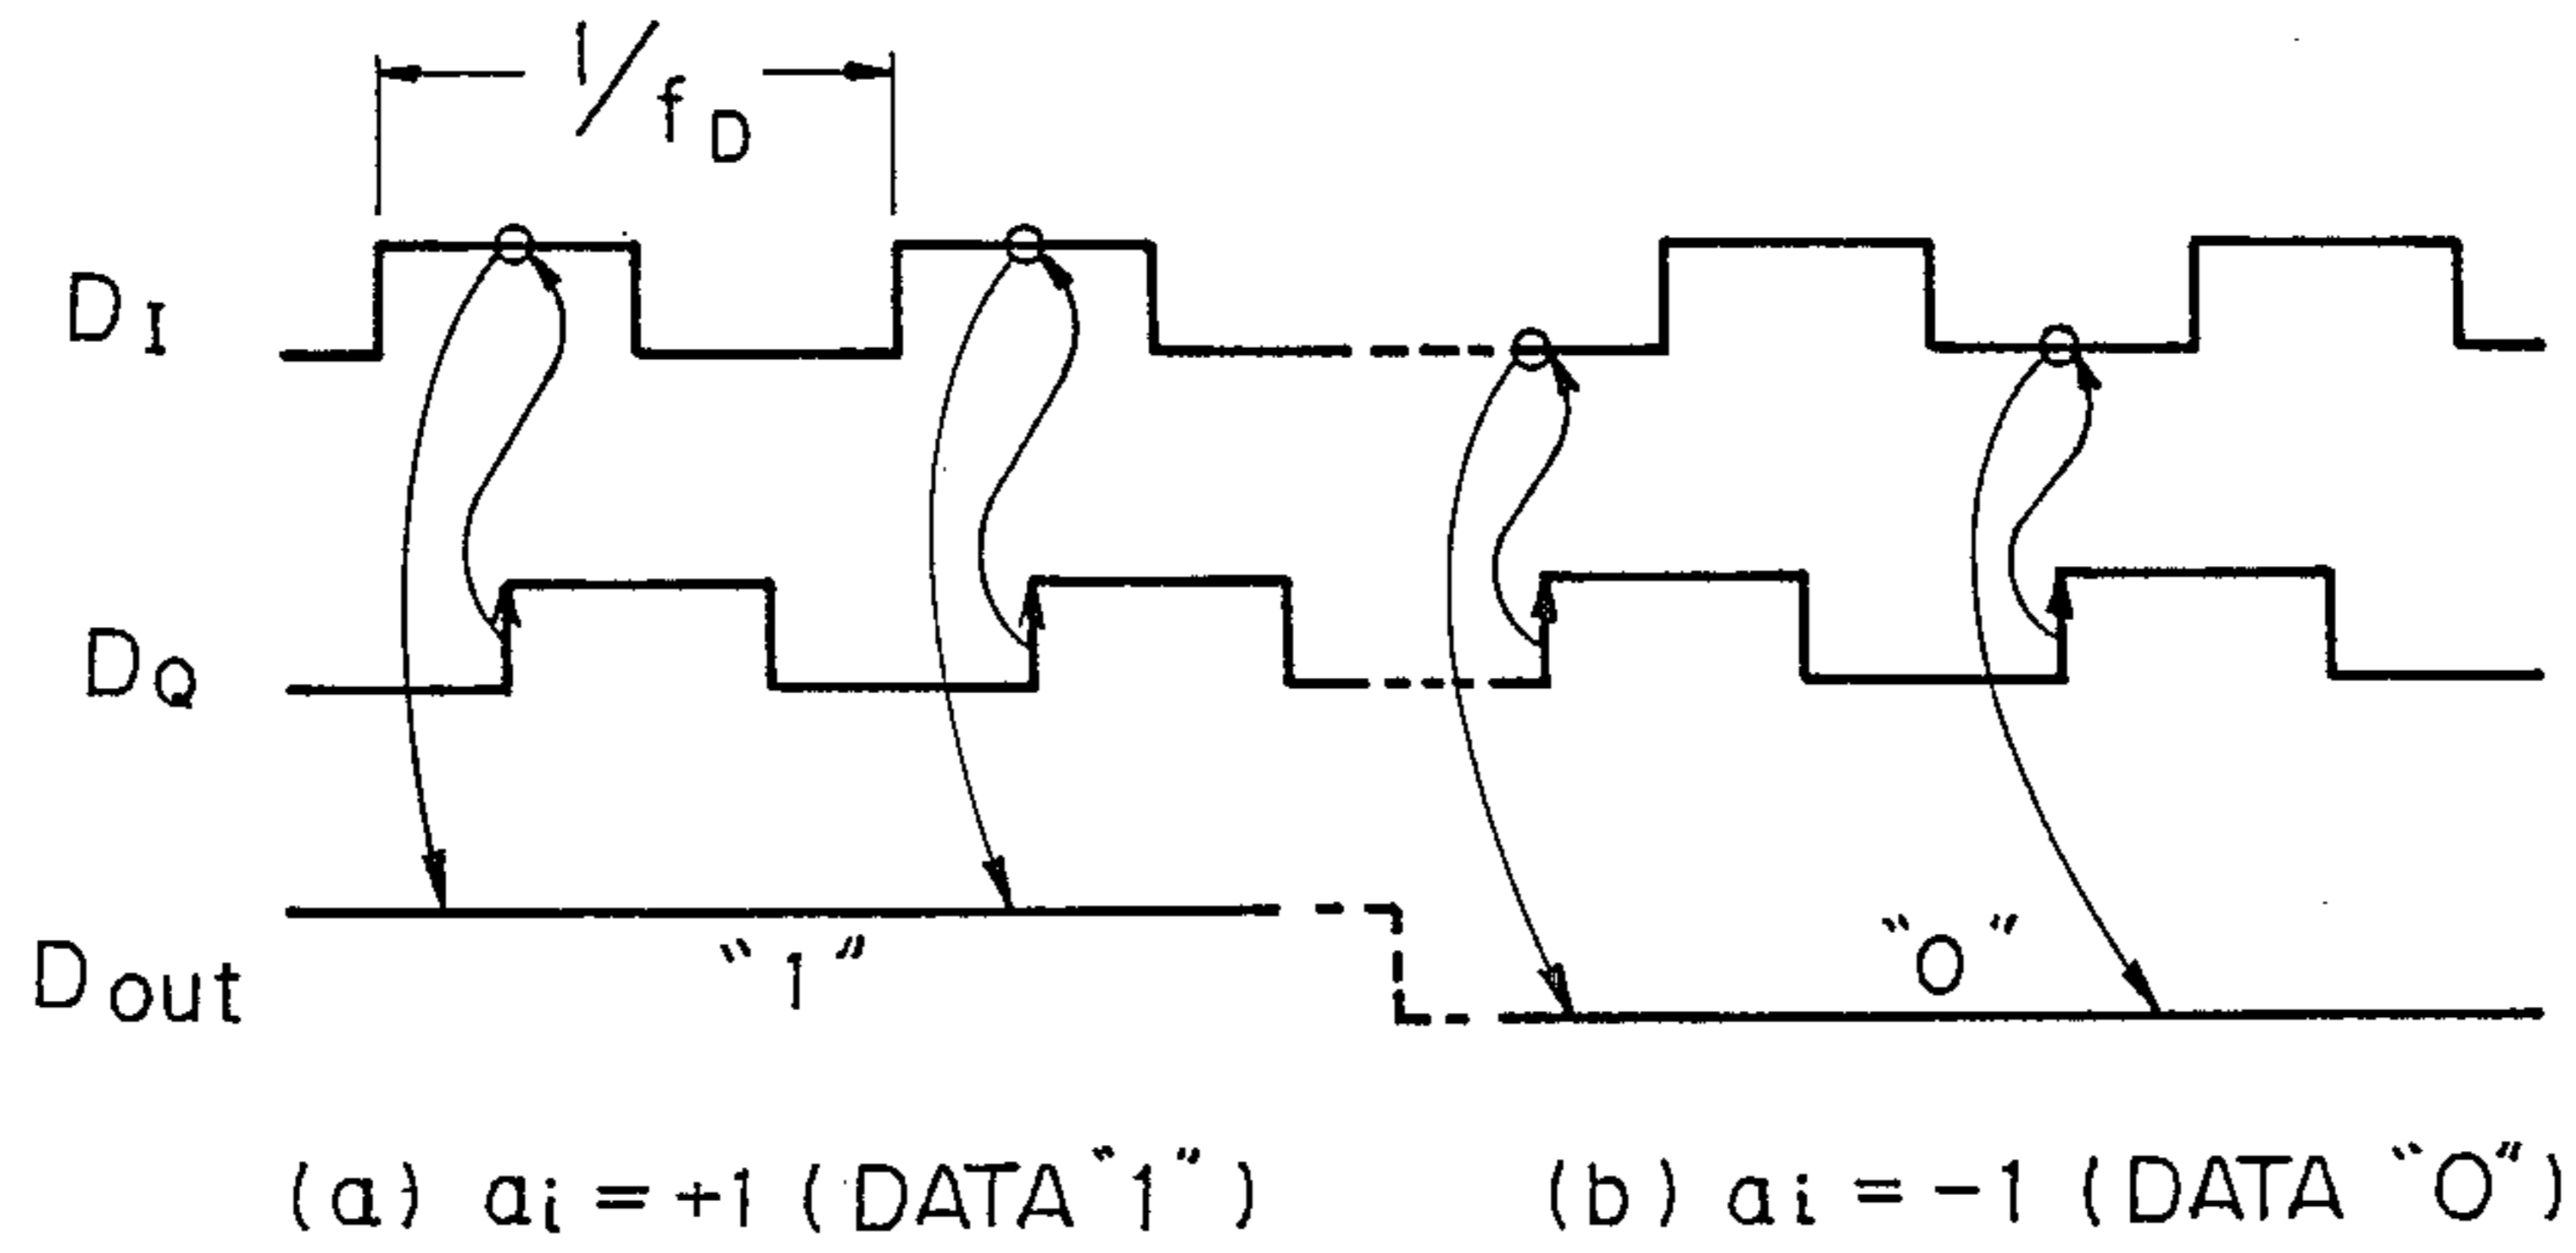 1/fD
DI
DQ
Dout
“1”
“0”
(a) ai = +1 (DATA “1”)
(b) ai = -1 (DATA “0”)